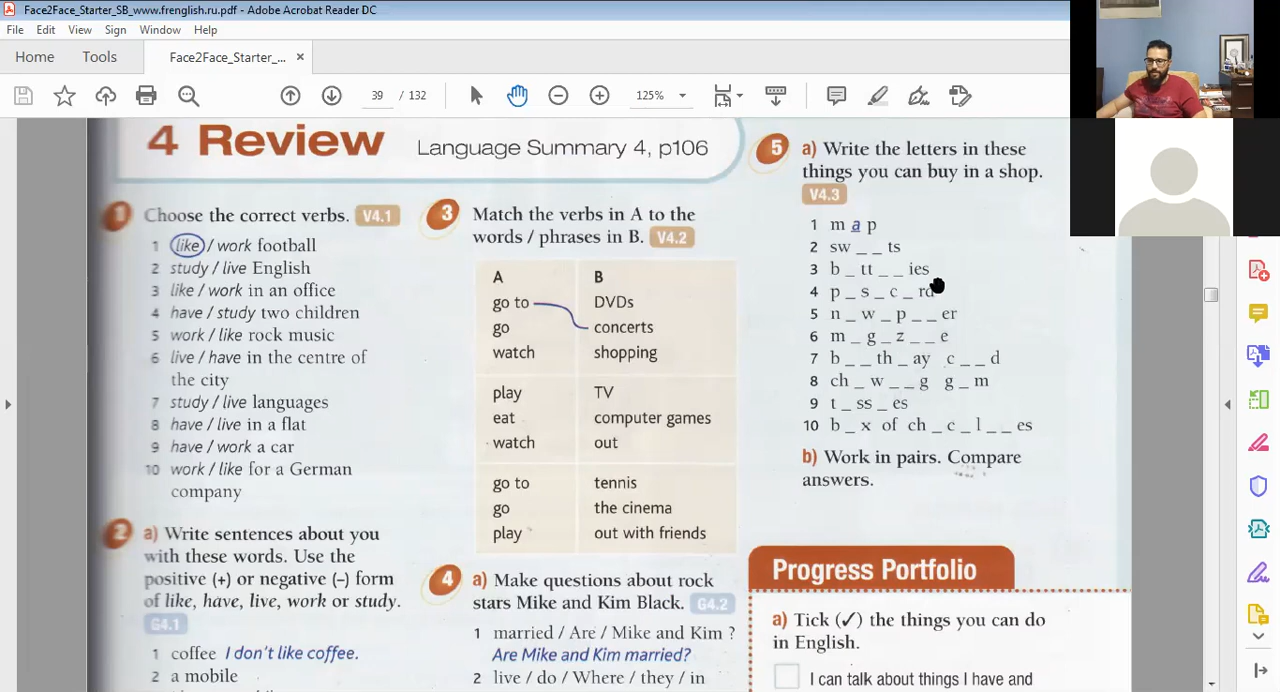 Face2Face_Starter_SB_www.frenglish.ru.pdf - Adobe Acrobat Reader DC
File Edit View Sign Window Help
Home Tools Face2Face_Starter_... ×
39 / 132 125%
4 Review Language Summary 4, p106
1 Choose the correct verbs. V4.1
1 like / work football
2 study / live English
3 like / work in an office
4 have / study two children
5 work / like rock music
6 live / have in the centre of
the city
7 study / live languages
8 have / live in a flat
9 have / work a car
10 work / like for a German
company
2 a) Write sentences about you
with these words. Use the
positive (+) or negative (–) form
of like, have, live, work or study.
G4.1
1 coffee I don't like coffee.
2 a mobile
3 Match the verbs in A to the
words / phrases in B. V4.2
A B
go to DVDs
go concerts
watch shopping
play TV
eat computer games
watch out
go to tennis
go the cinema
play out with friends
4 a) Make questions about rock
stars Mike and Kim Black. G4.2
1 married / Are / Mike and Kim ?
Are Mike and Kim married?
2 live / do / Where / they / in
5 a) Write the letters in these
things you can buy in a shop.
V4.3
1 m a p
2 sw _ _ ts
3 b _ tt _ _ ies
4 p _ s _ c _ rd
5 n _ w _ p _ _ er
6 m _ g _ z _ _ e
7 b _ _ th _ ay c _ _ d
8 ch _ w _ _ g g _ m
9 t _ ss _ es
10 b _ x of ch _ c _ l _ _ es
b) Work in pairs. Compare
answers.
Progress Portfolio
a) Tick (✓) the things you can do
in English.
I can talk about things I have and